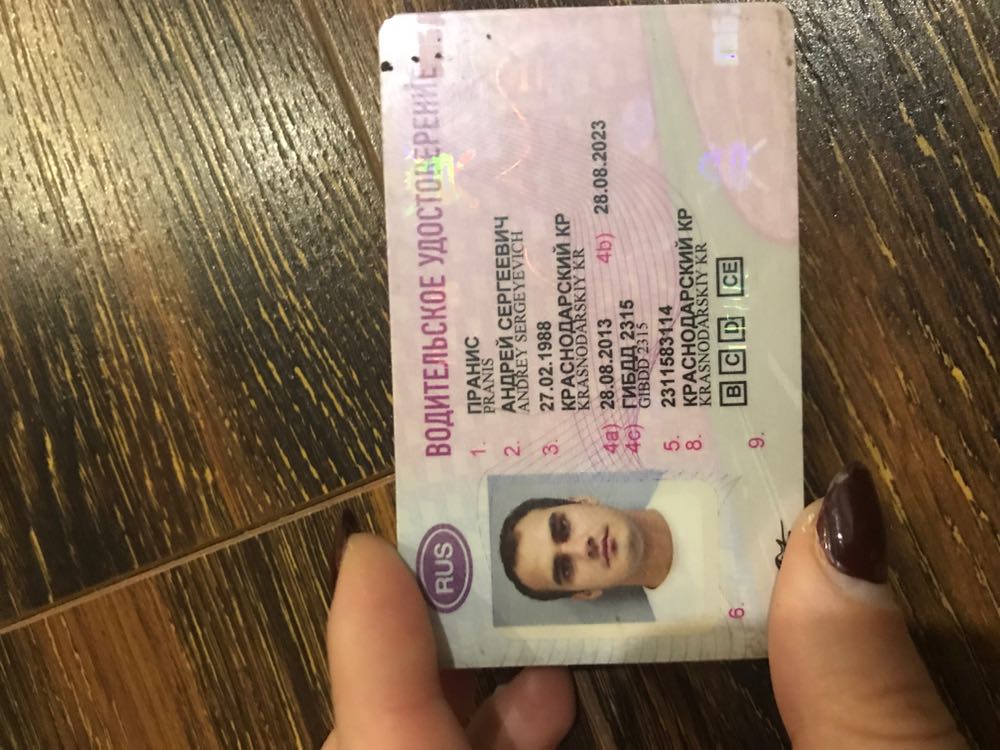 ВОДИТЕЛЬСКОЕ УДОСТОВЕРЕНИЕ
RUS
1. ПРАНИС
PRANIS
2. АНДРЕЙ СЕРГЕЕВИЧ
ANDREY SERGEYEVICH
3. 27.02.1988
КРАСНОДАРСКИЙ КР
KRASNODARSKIY KR
4a) 28.08.2013 4b) 28.08.2023
4c) ГИБДД 2315
GIBDD 2315
5. 2311583114
8. КРАСНОДАРСКИЙ КР
KRASNODARSKIY KR
9. B C D CE
6.